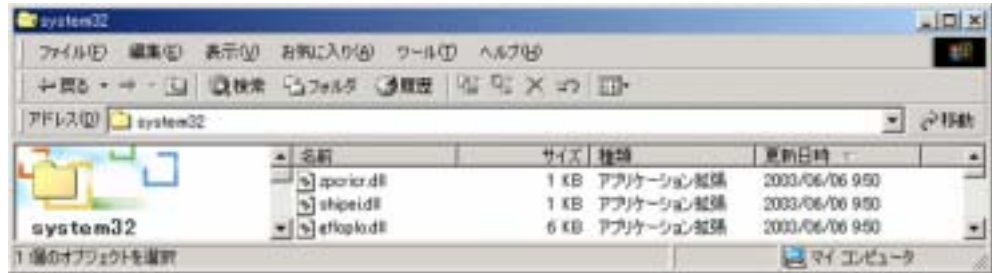 system32
ファイル(F) 編集(E) 表示(V) お気に入り(A) ツール(T) ヘルプ(H)
戻る 検索 フォルダ 履歴
アドレス(D) system32 移動
名前 サイズ 種類 更新日時
1 KB アプリケーション拡張 2003/06/06 9:50
shipei.dll 1 KB アプリケーション拡張 2003/06/06 9:50
6 KB アプリケーション拡張 2003/06/06 9:50
system32
1 個のオブジェクトを選択 マイ コンピュータ